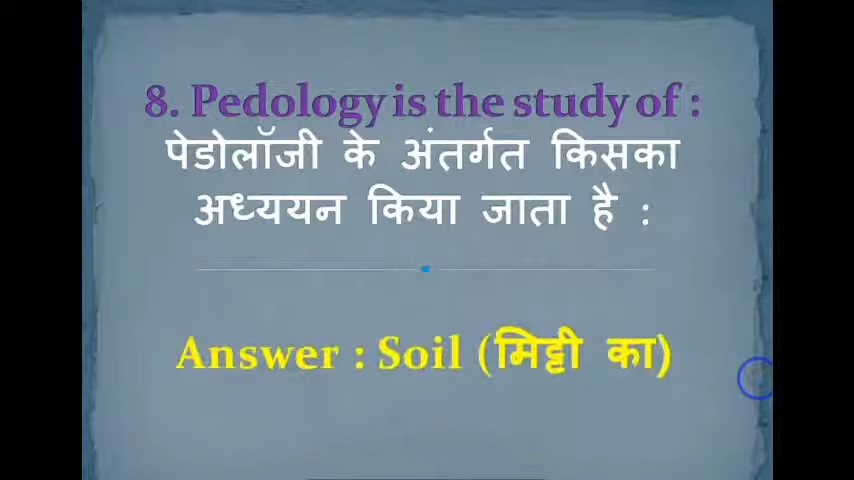 8. Pedology is the study of :
पेडोलॉजी के अंतर्गत किसका
अध्ययन किया जाता है :
Answer : Soil (मिट्टी का)